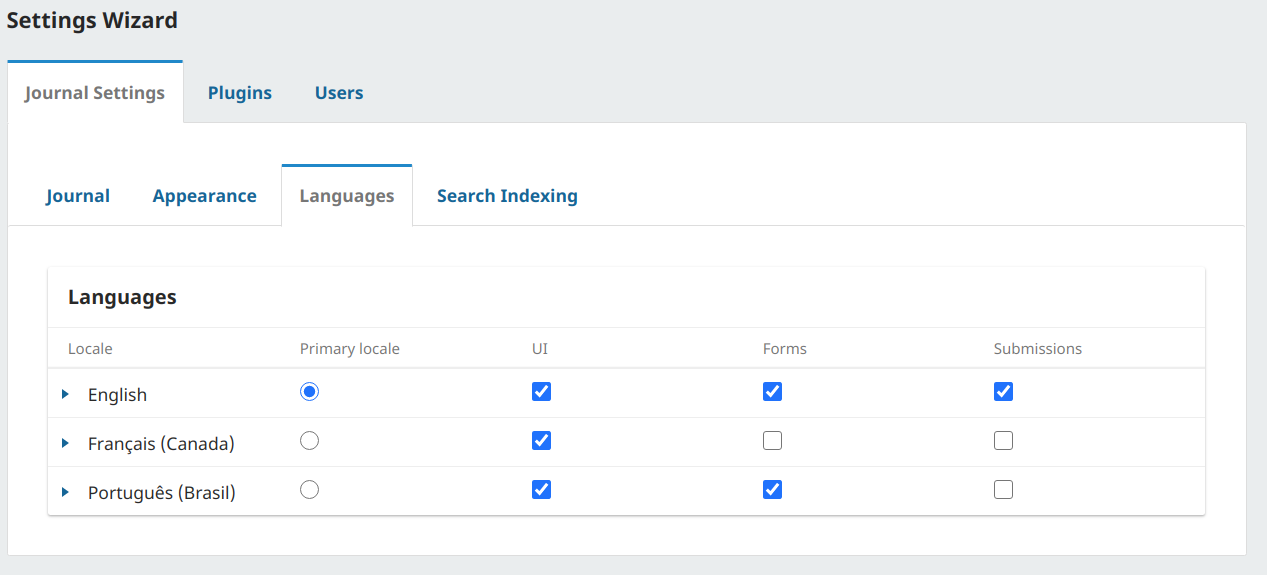 Settings Wizard
Journal Settings Plugins Users
Journal Appearance Languages Search Indexing
Languages
Locale Primary locale UI Forms Submissions
English
Français (Canada)
Português (Brasil)